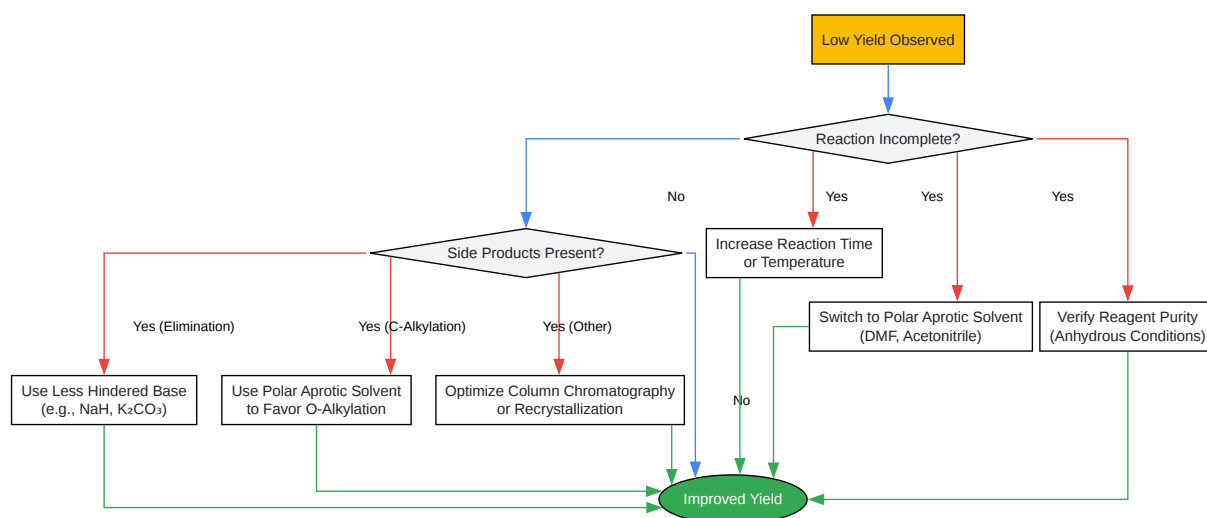 Low Yield Observed
Reaction Incomplete?
No
Yes
Yes
Yes
Side Products Present?
Increase Reaction Time
or Temperature
Switch to Polar Aprotic Solvent
(DMF, Acetonitrile)
Verify Reagent Purity
(Anhydrous Conditions)
Yes (Elimination)
Yes (C-Alkylation)
Yes (Other)
Use Less Hindered Base
(e.g., NaH, K₂CO₃)
Use Polar Aprotic Solvent
to Favor O-Alkylation
Optimize Column Chromatography
or Recrystallization
No
Improved Yield